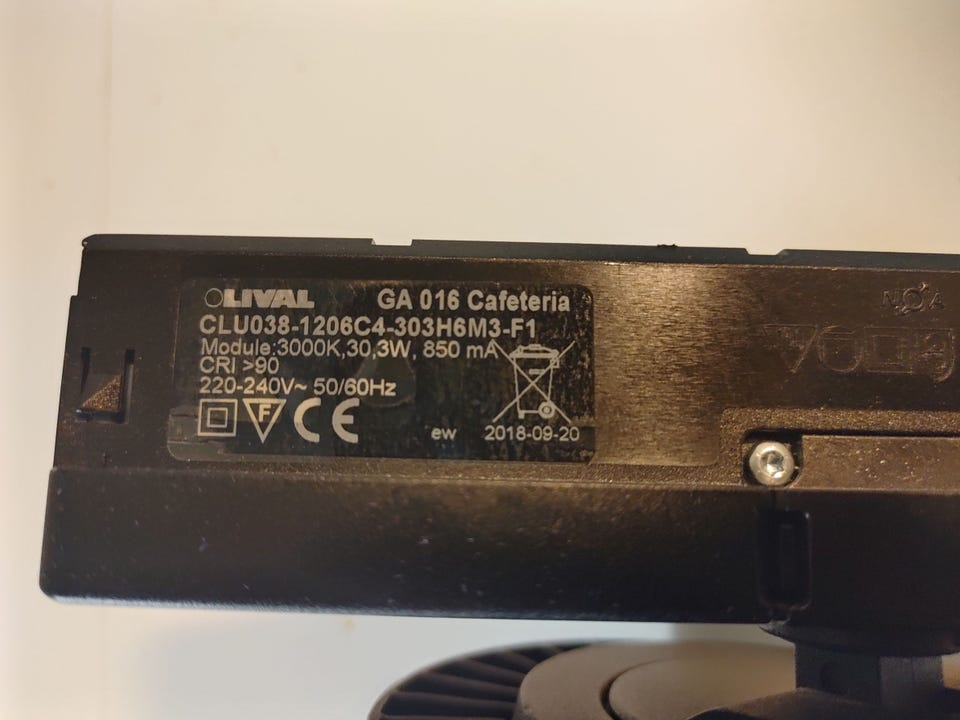 OLIVAL GA 016 Cafeteria
CLU038-1206C4-303H6M3-F1
Module:3000K,30,3W, 850 mA
CRI >90
220-240V~ 50/60Hz
F CE ew 2018-09-20